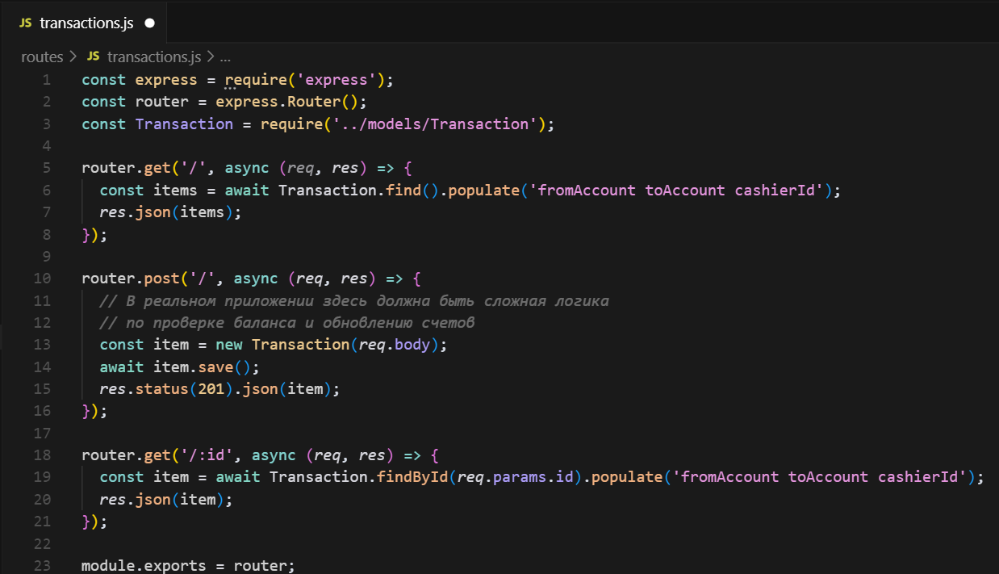 JS transactions.js ●
routes > JS transactions.js > ...
1 const express = require('express');
2 const router = express.Router();
3 const Transaction = require('../models/Transaction');
4
5 router.get('/', async (req, res) => {
6   const items = await Transaction.find().populate('fromAccount toAccount cashierId');
7   res.json(items);
8 });
9
10 router.post('/', async (req, res) => {
11   // В реальном приложении здесь должна быть сложная логика
12   // по проверке баланса и обновлению счетов
13   const item = new Transaction(req.body);
14   await item.save();
15   res.status(201).json(item);
16 });
17
18 router.get('/:id', async (req, res) => {
19   const item = await Transaction.findById(req.params.id).populate('fromAccount toAccount cashierId');
20   res.json(item);
21 });
22
23 module.exports = router;